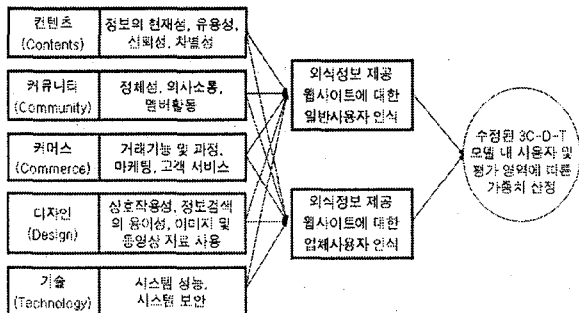 컨텐츠
(Contents)
정보의 현재성, 유용성,
신뢰성, 차별성
커뮤니티
(Community)
정체성, 의사소통,
멤버활동
커머스
(Commerce)
거래기능 및 과정,
마케팅, 고객 서비스
디자인
(Design)
상호작용성, 정보검색
의 용이성, 이미지 및
동영상 자료 사용
기술
(Technology)
시스템 성능,
시스템 보안
외식정보 제공
웹사이트에 대한
일반사용자 인식
외식정보 제공
웹사이트에 대한
업체사용자 인식
수정된 3C-D-T
모델 내 사용자 및
평가 영역에 따른
가중치 산정